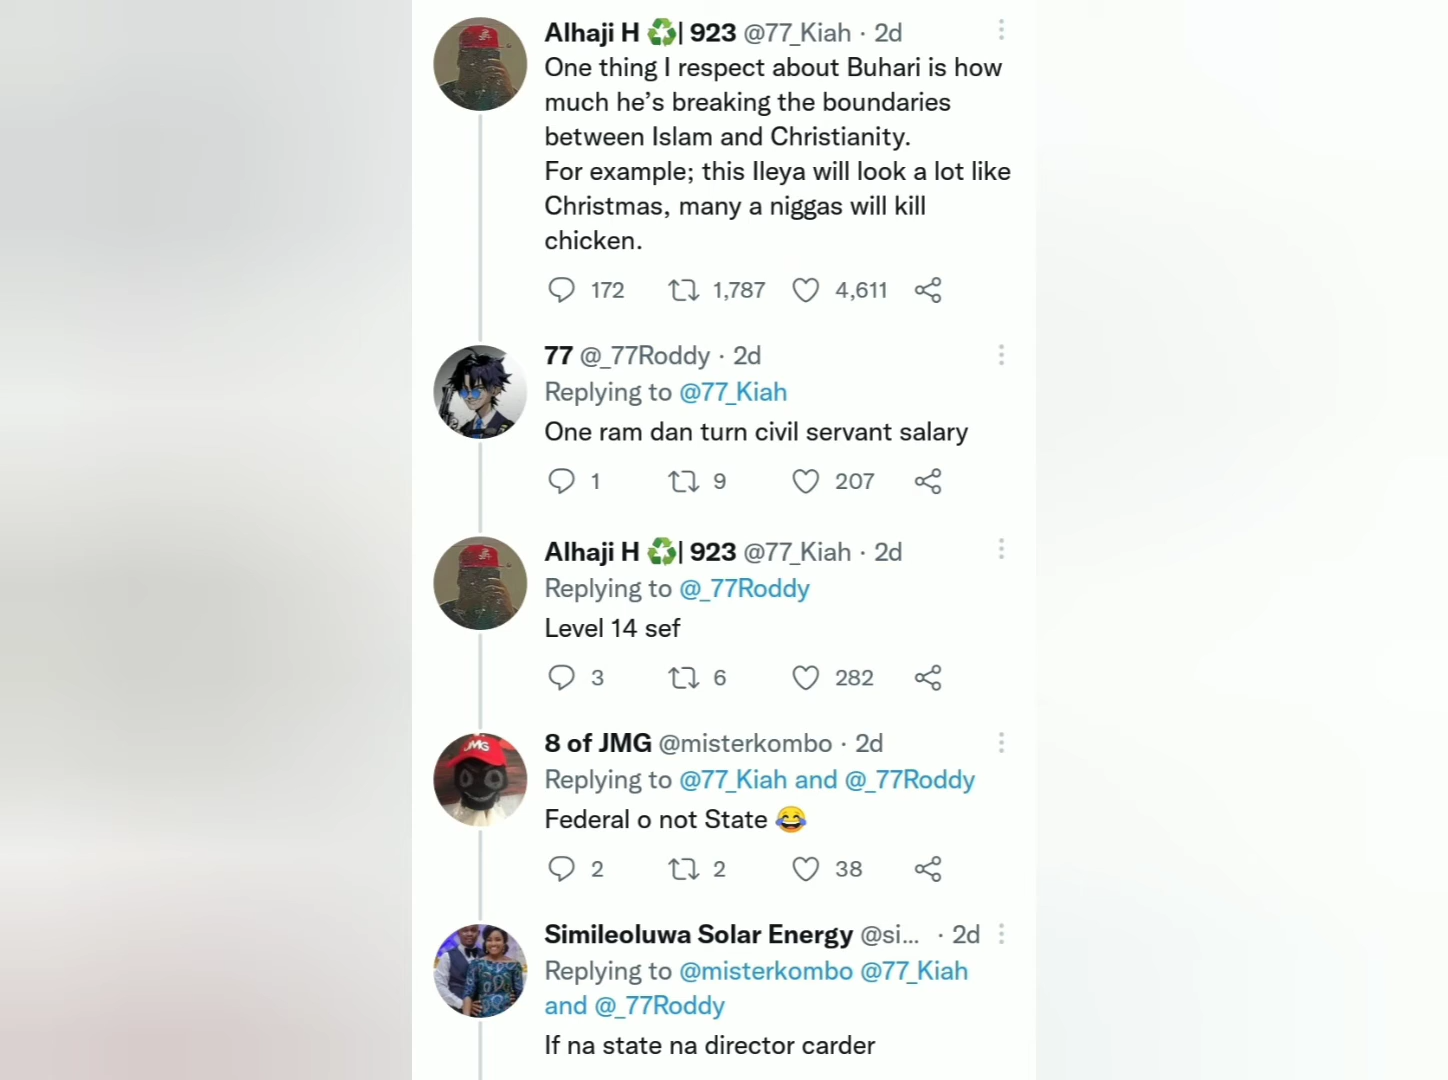 Alhaji H ♻️| 923 @77_Kiah · 2d
One thing I respect about Buhari is how
much he’s breaking the boundaries
between Islam and Christianity.
For example; this Ileya will look a lot like
Christmas, many a niggas will kill
chicken.
172 1,787 4,611
77 @_77Roddy · 2d
Replying to @77_Kiah
One ram dan turn civil servant salary
1 9 207
Alhaji H ♻️| 923 @77_Kiah · 2d
Replying to @_77Roddy
Level 14 sef
3 6 282
JMG
8 of JMG @misterkombo · 2d
Replying to @77_Kiah and @_77Roddy
Federal o not State 😂
2 2 38
Simileoluwa Solar Energy @si... · 2d
Replying to @misterkombo @77_Kiah
and @_77Roddy
If na state na director carder